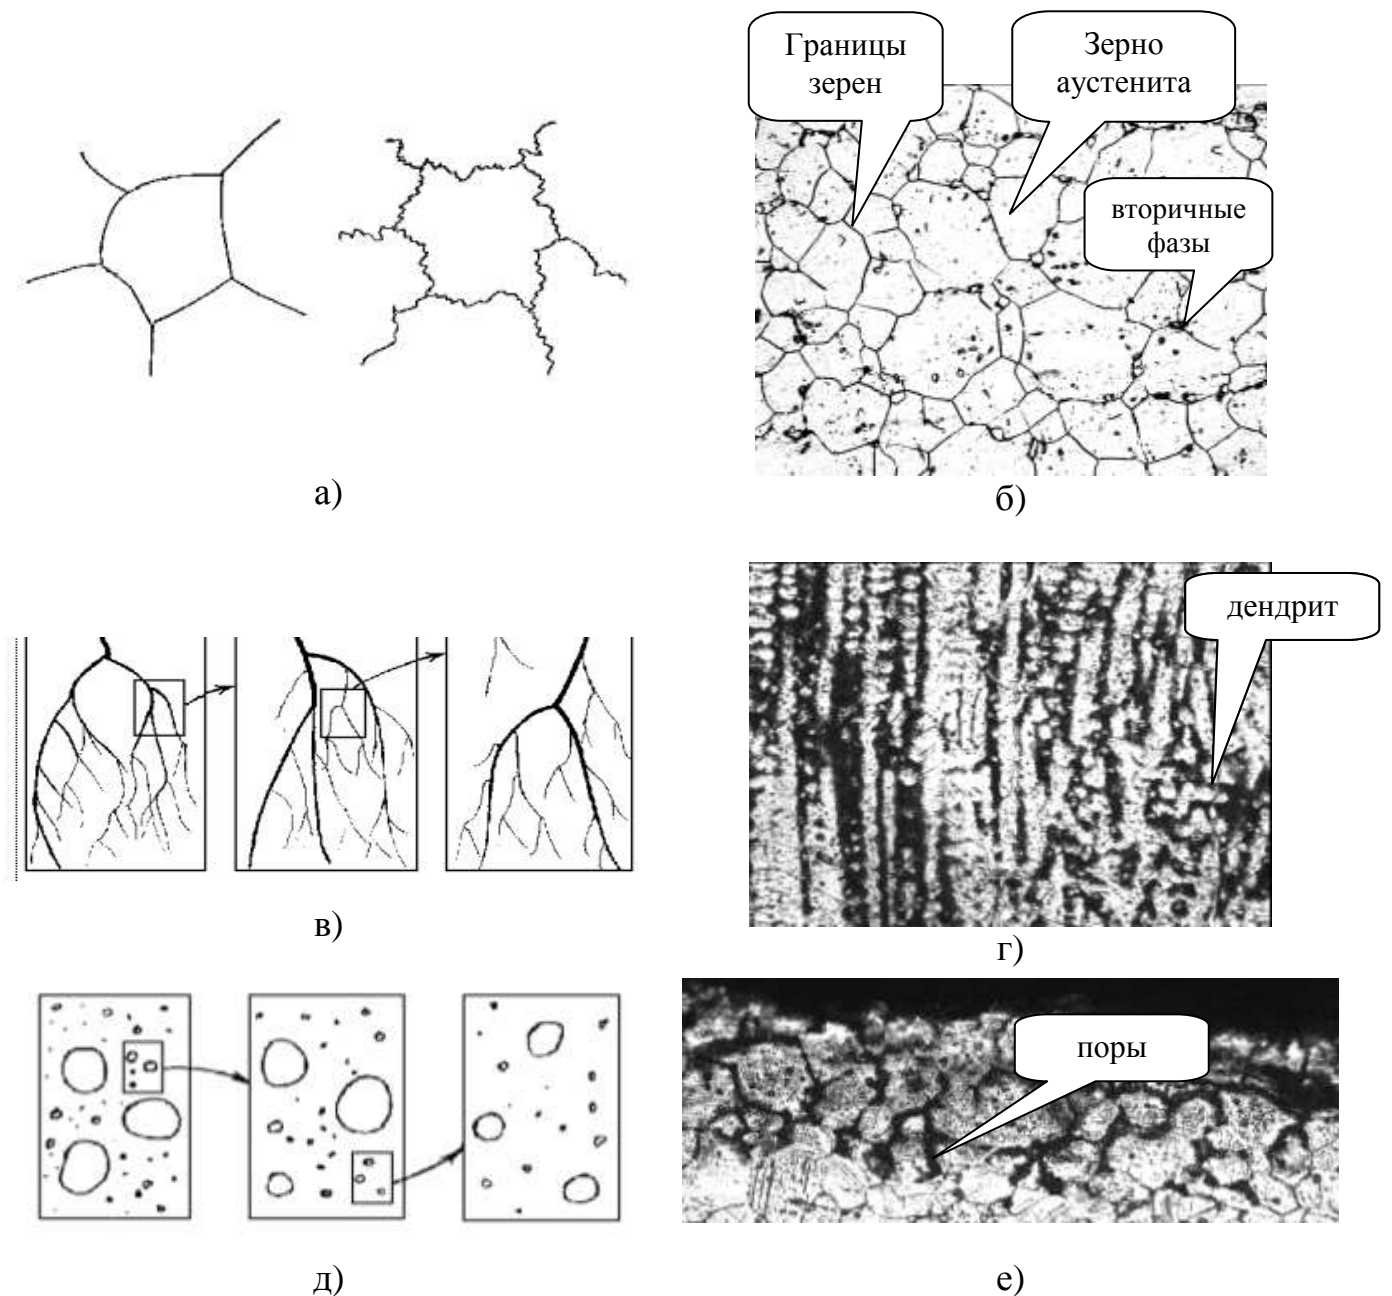 Границы
зерен
Зерно
аустенита
вторичные
фазы
а)
б)
дендрит
в)
г)
поры
д)
е)